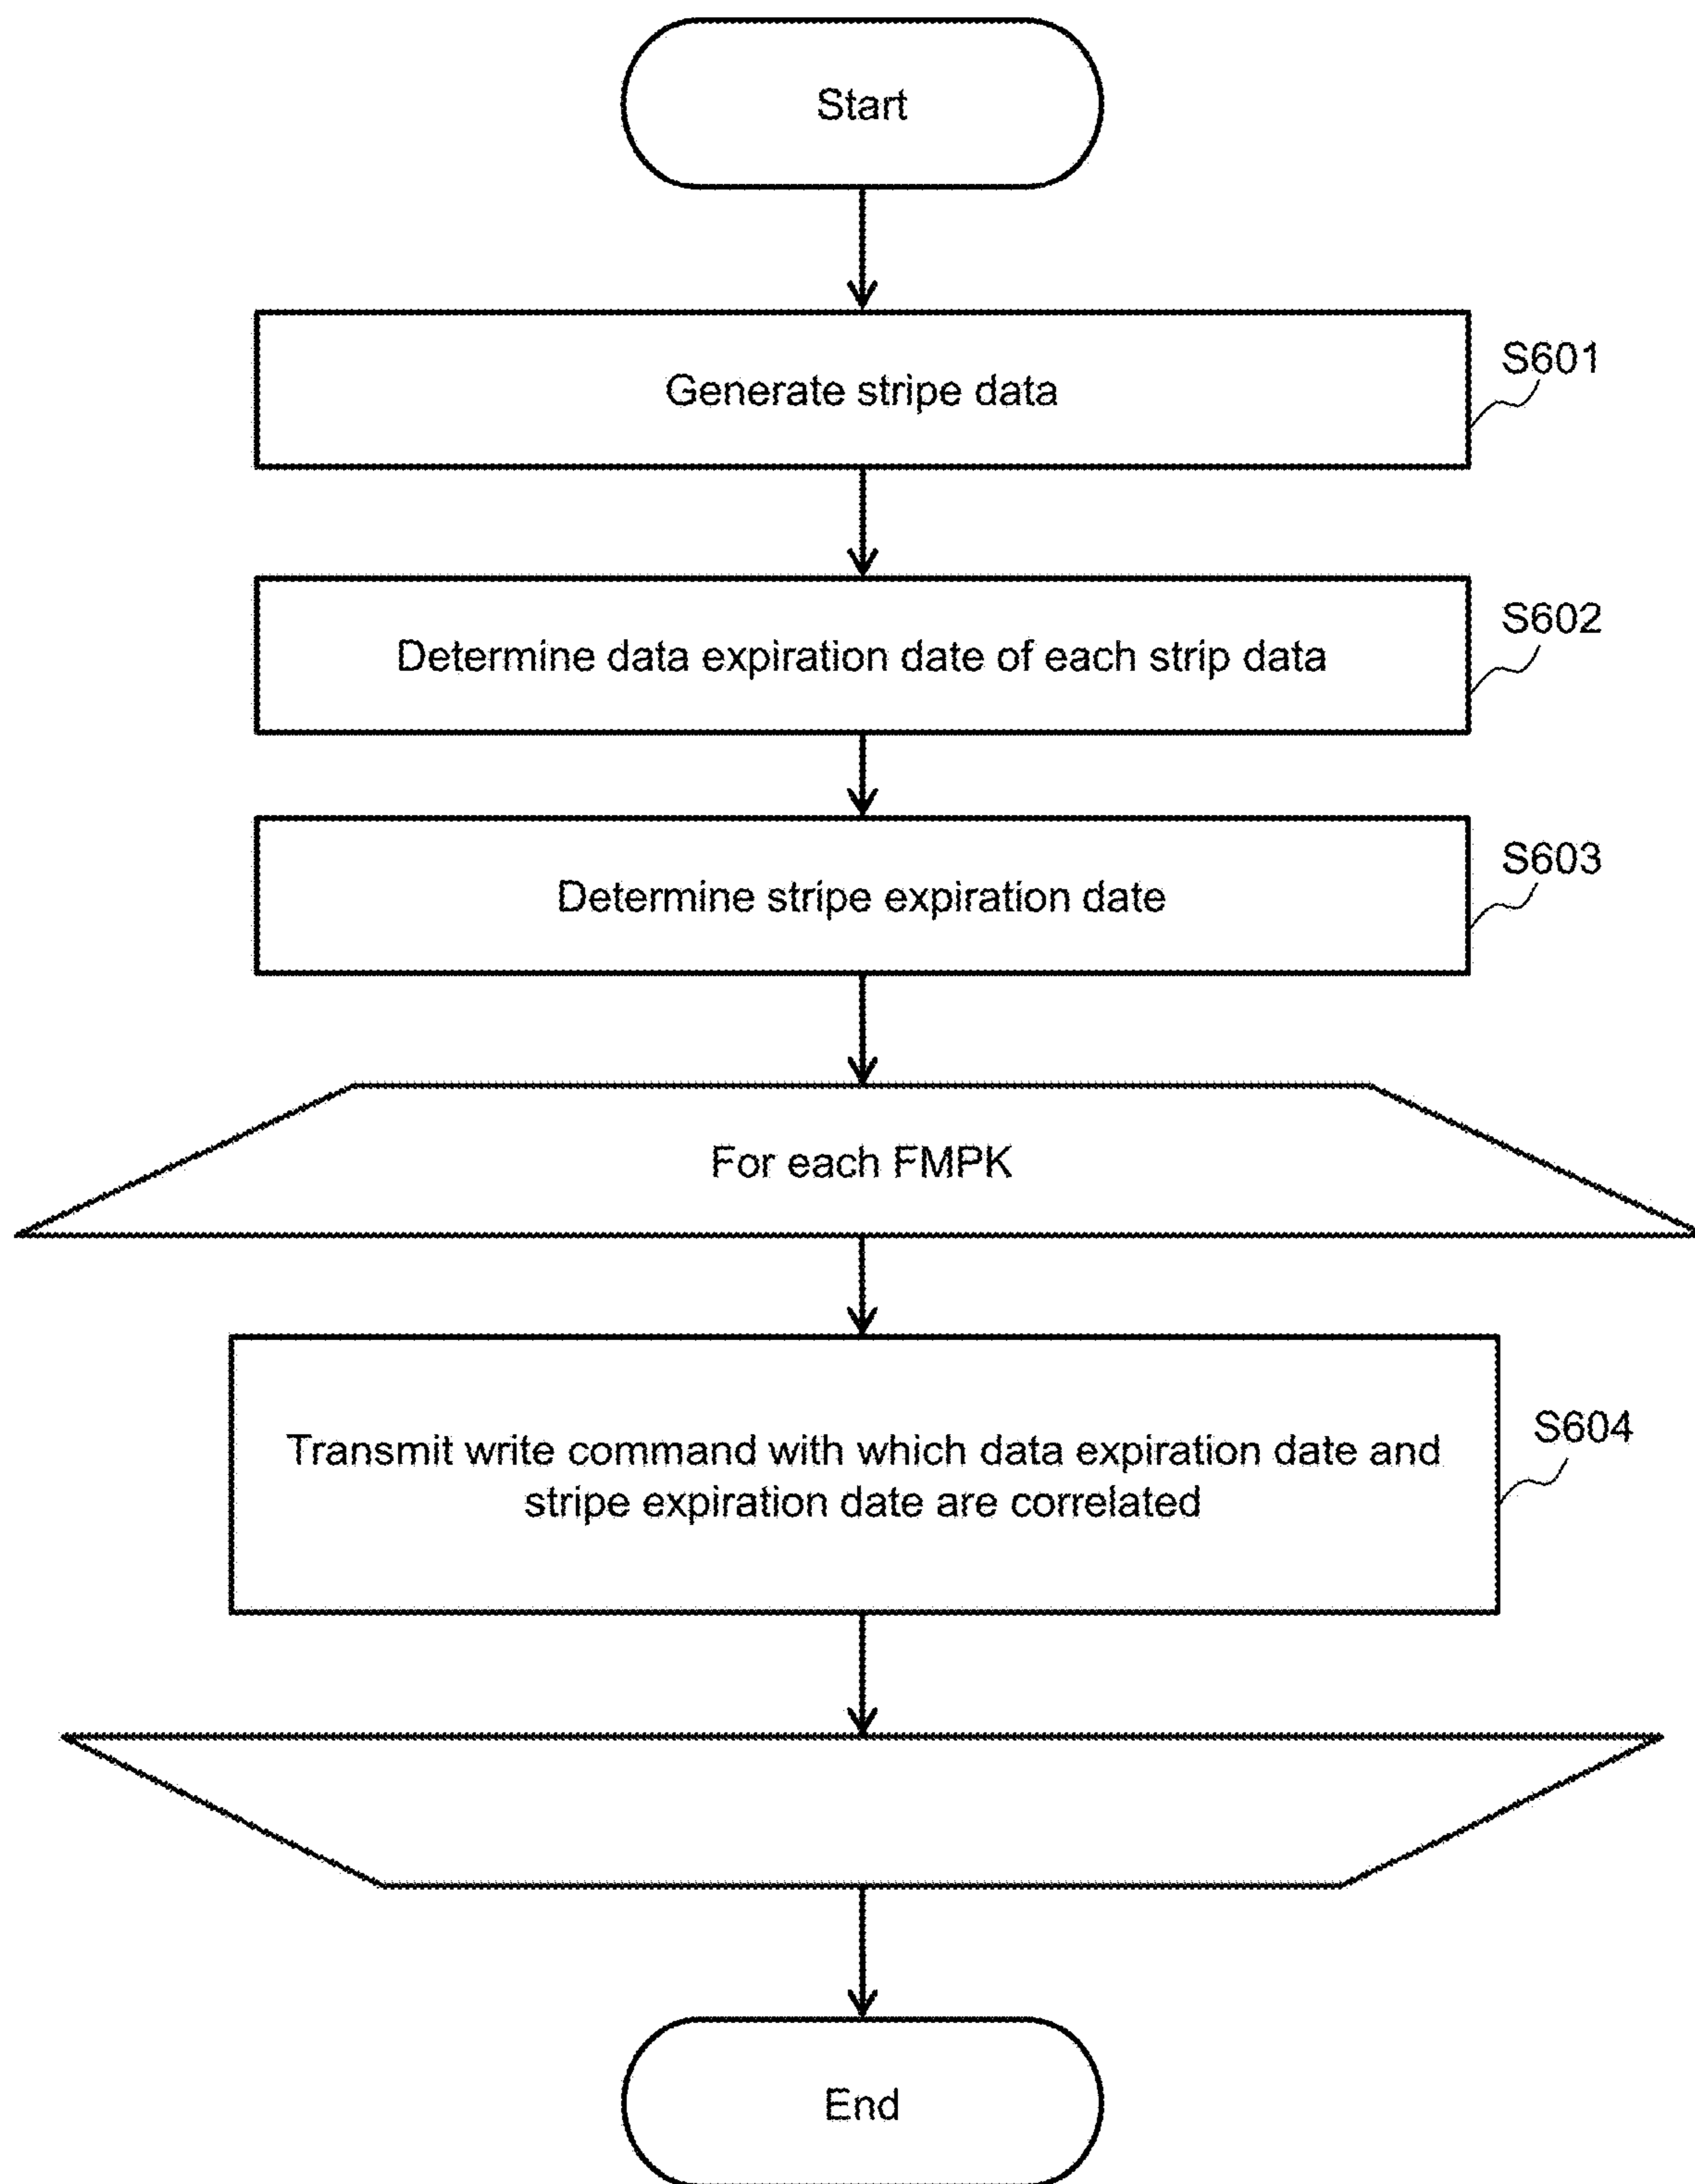 Start
Generate stripe data
S601
Determine data expiration date of each strip data
S602
Determine stripe expiration date
S603
For each FMPK
Transmit write command with which data expiration date and
stripe expiration date are correlated
S604
End